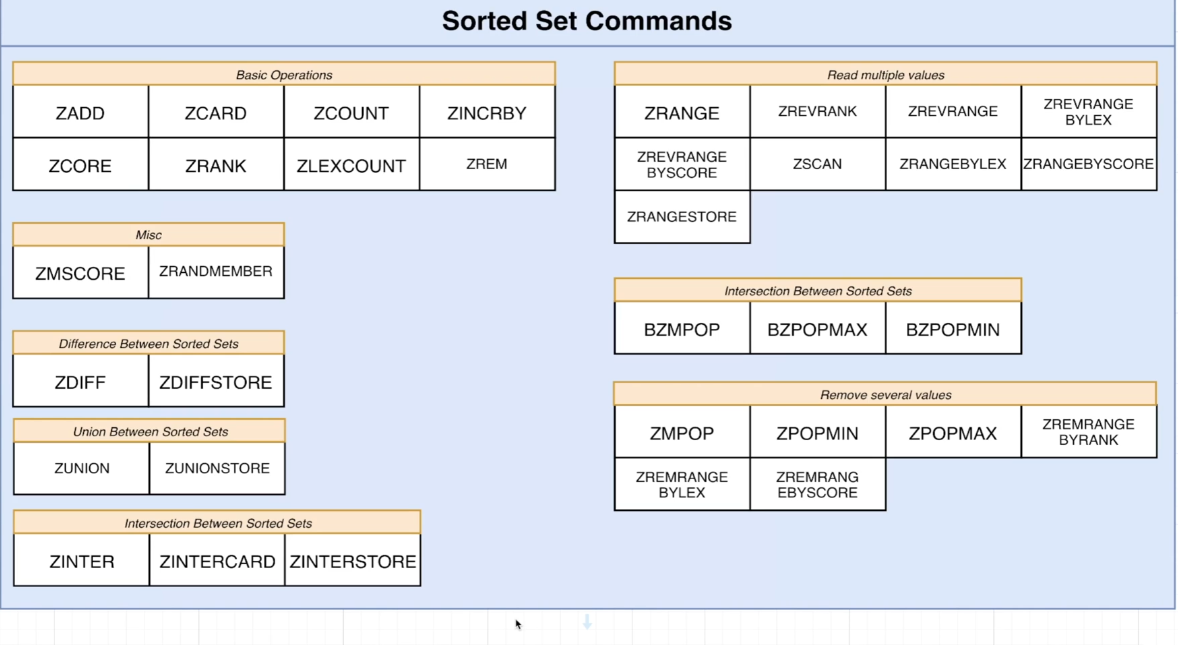 Sorted Set Commands
Basic Operations
ZADD
ZCARD
ZCOUNT
ZINCRBY
ZCORE
ZRANK
ZLEXCOUNT
ZREM
Misc
ZMSCORE
ZRANDMEMBER
Difference Between Sorted Sets
ZDIFF
ZDIFFSTORE
Union Between Sorted Sets
ZUNION
ZUNIONSTORE
Intersection Between Sorted Sets
ZINTER
ZINTERCARD
ZINTERSTORE
Read multiple values
ZRANGE
ZREVRANK
ZREVRANGE
ZREVRANGE
BYLEX
ZREVRANGE
BYSCORE
ZSCAN
ZRANGEBYLEX
ZRANGEBYSCORE
ZRANGESTORE
Intersection Between Sorted Sets
BZMPOP
BZPOPMAX
BZPOPMIN
Remove several values
ZMPOP
ZPOPMIN
ZPOPMAX
ZREMRANGE
BYRANK
ZREMRANGE
BYLEX
ZREMRANG
EBYSCORE